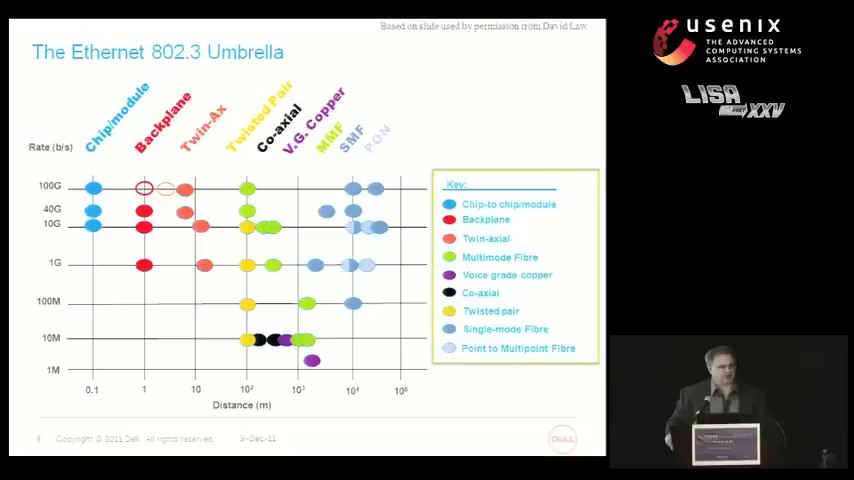 Based on slide used by permission from David Law.
The Ethernet 802.3 Umbrella
Chip/module
Backplane
Twin-Ax
Twisted Pair
Co-axial
V.G. Copper
MMF
SMF
PON
Rate (b/s)
100G
40G
10G
1G
100M
10M
1M
0.1 1 10 10² 10³ 10⁴ 10⁵
Distance (m)
Key:
Chip-to chip/module
Backplane
Twin-axial
Multimode Fibre
Voice grade copper
Co-axial
Twisted pair
Single-mode Fibre
Point to Multipoint Fibre
Copyright © 2011 Dell. All rights reserved.
DELL
usenix
THE ADVANCED
COMPUTING SYSTEMS
ASSOCIATION
LISA XXV